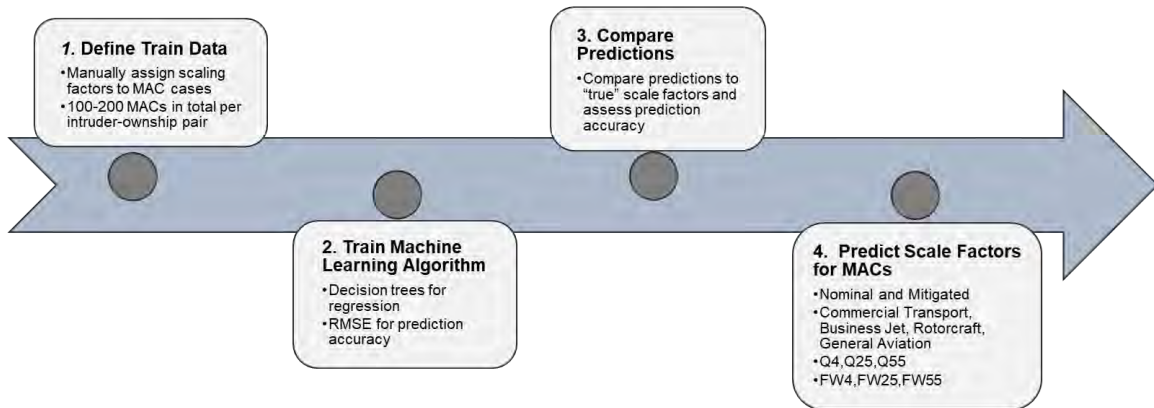 1. Define Train Data
•Manually assign scaling
factors to MAC cases
•100-200 MACs in total per
intruder-ownship pair
2. Train Machine
Learning Algorithm
•Decision trees for
regression
•RMSE for prediction
accuracy
3. Compare
Predictions
•Compare predictions to
“true” scale factors and
assess prediction
accuracy
4. Predict Scale Factors
for MACs
•Nominal and Mitigated
•Commercial Transport,
Business Jet, Rotorcraft,
General Aviation
•Q4,Q25,Q55
•FW4,FW25,FW55